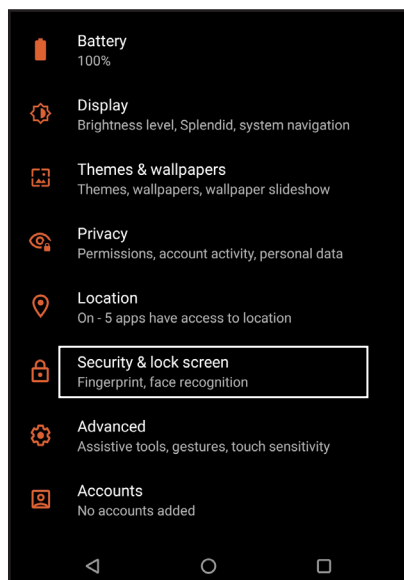 Battery
100%
Display
Brightness level, Splendid, system navigation
Themes & wallpapers
Themes, wallpapers, wallpaper slideshow
Privacy
Permissions, account activity, personal data
Location
On - 5 apps have access to location
Security & lock screen
Fingerprint, face recognition
Advanced
Assistive tools, gestures, touch sensitivity
Accounts
No accounts added